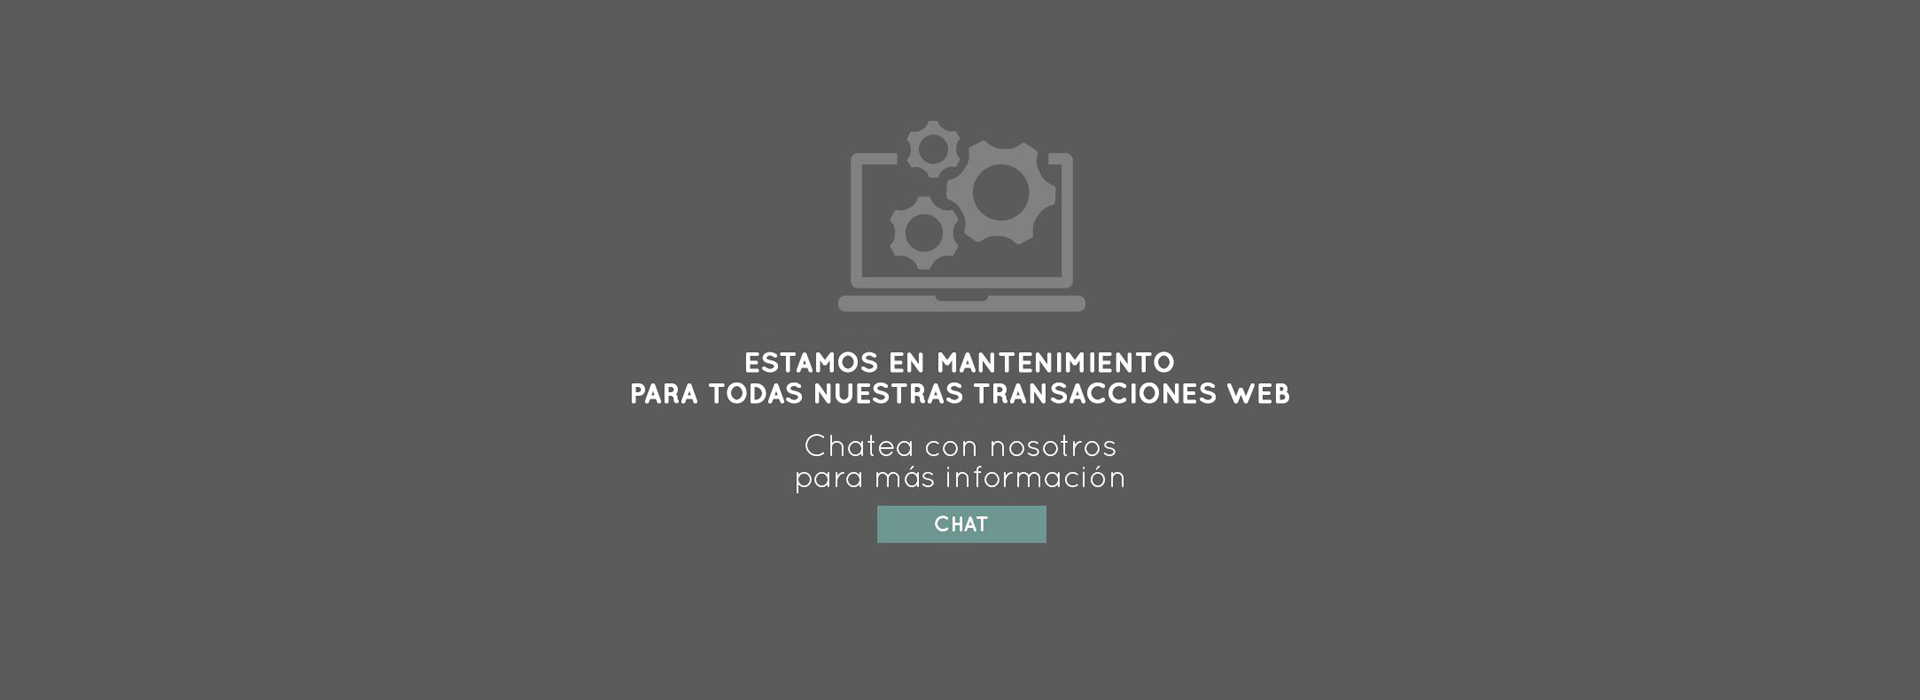 ESTAMOS EN MANTENIMIENTO
PARA TODAS NUESTRAS TRANSACCIONES WEB
Chatea con nosotros
para más información
CHAT